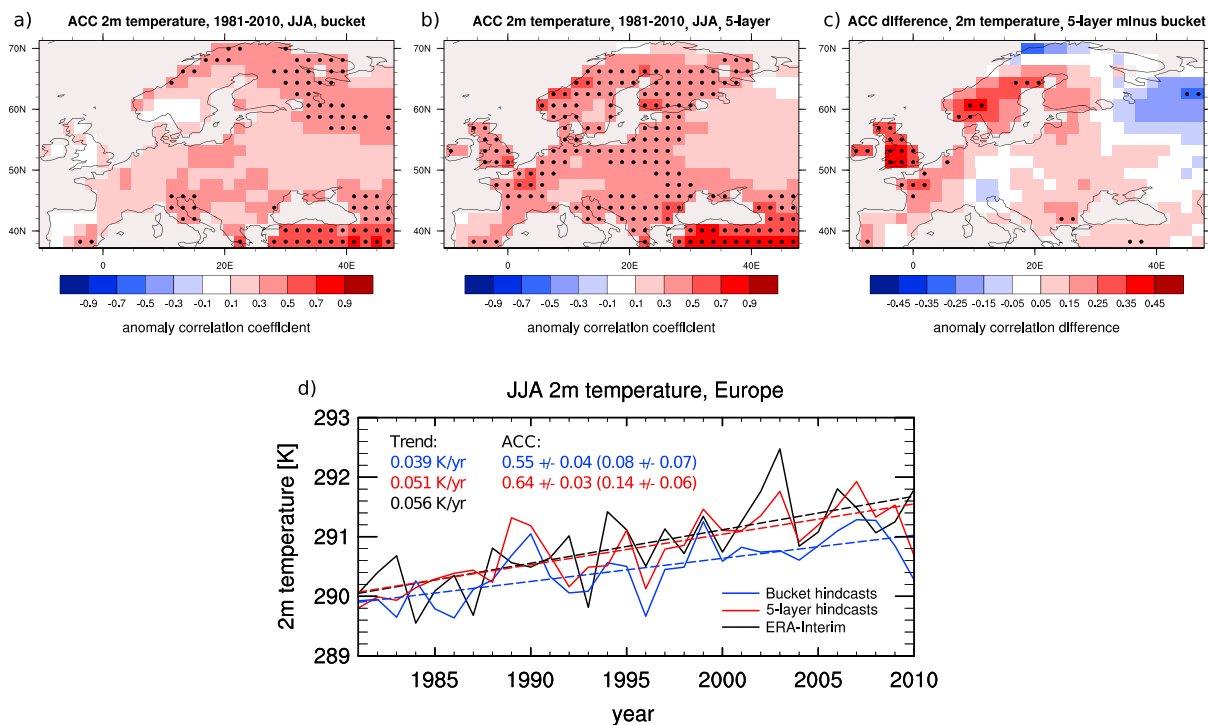 a)
ACC 2m temperature, 1981-2010, JJA, bucket
70N
60N
50N
40N
0
20E
40E
-0.9 -0.7 -0.5 -0.3 -0.1 0.1 0.3 0.5 0.7 0.9
anomaly correlation coefficient
b)
ACC 2m temperature, 1981-2010, JJA, 5-layer
70N
60N
50N
40N
0
20E
40E
-0.9 -0.7 -0.5 -0.3 -0.1 0.1 0.3 0.5 0.7 0.9
anomaly correlation coefficient
c)
ACC difference, 2m temperature, 5-layer minus bucket
70N
60N
50N
40N
0
20E
40E
-0.45 -0.35 -0.25 -0.15 -0.05 0.05 0.15 0.25 0.35 0.45
anomaly correlation difference
d)
JJA 2m temperature, Europe
2m temperature [K]
293
292
291
290
289
Trend: ACC:
0.039 K/yr 0.55 +/- 0.04 (0.08 +/- 0.07)
0.051 K/yr 0.64 +/- 0.03 (0.14 +/- 0.06)
0.056 K/yr
Bucket hindcasts
5-layer hindcasts
ERA-Interim
1985 1990 1995 2000 2005 2010
year